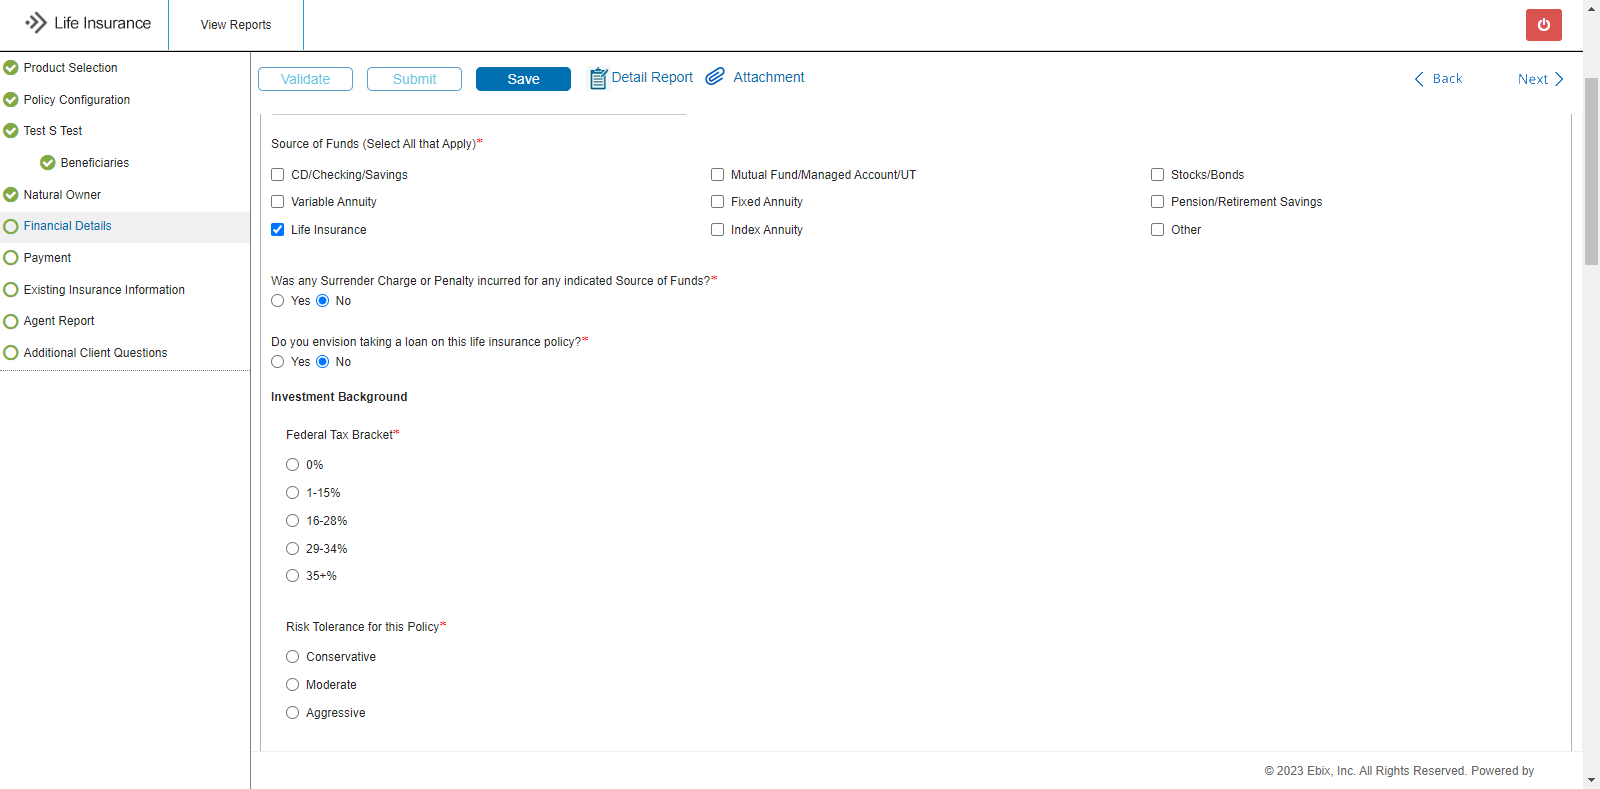 Life Insurance
View Reports
Product Selection
Policy Configuration
Test S Test
Beneficiaries
Natural Owner
Financial Details
Payment
Existing Insurance Information
Agent Report
Additional Client Questions
Validate
Submit
Save
Detail Report
Attachment
Back
Next
Source of Funds (Select All that Apply)*
CD/Checking/Savings
Mutual Fund/Managed Account/UT
Stocks/Bonds
Variable Annuity
Fixed Annuity
Pension/Retirement Savings
Life Insurance
Index Annuity
Other
Was any Surrender Charge or Penalty incurred for any indicated Source of Funds?*
Yes No
Do you envision taking a loan on this life insurance policy?*
Yes No
Investment Background
Federal Tax Bracket*
0%
1-15%
16-28%
29-34%
35+%
Risk Tolerance for this Policy*
Conservative
Moderate
Aggressive
© 2023 Ebix, Inc. All Rights Reserved. Powered by